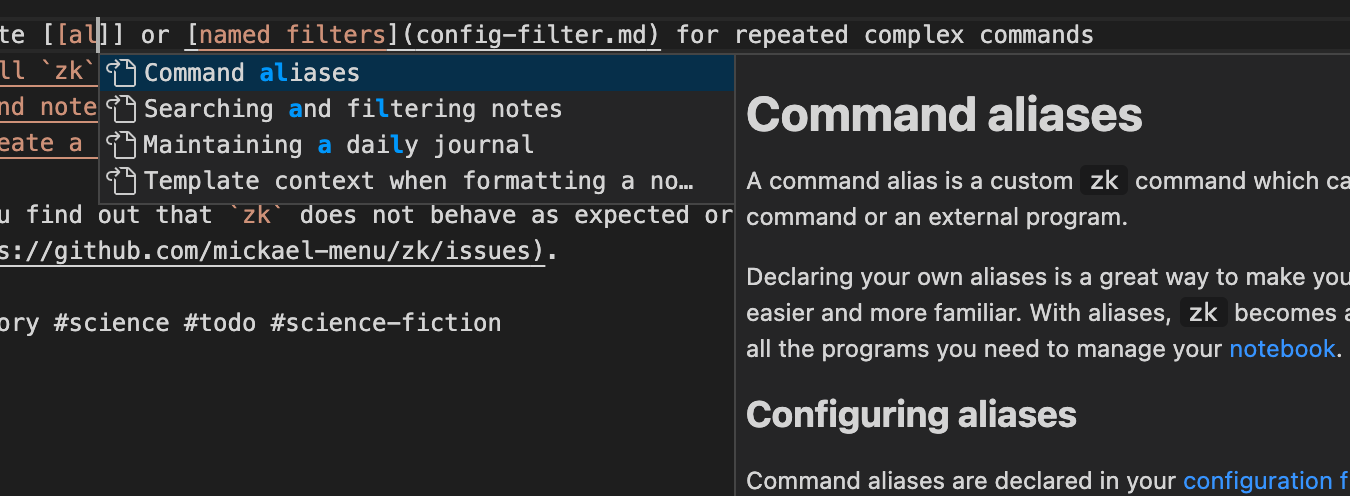 te [[al]] or [named filters](config-filter.md) for repeated complex commands
ll `zk`
nd note
eate a
Command aliases
Searching and filtering notes
Maintaining a daily journal
Template context when formatting a no…
u find out that `zk` does not behave as expected or
s://github.com/mickael-menu/zk/issues).
ory #science #todo #science-fiction
Command aliases
A command alias is a custom zk command which ca
command or an external program.
Declaring your own aliases is a great way to make you
easier and more familiar. With aliases, zk becomes a
all the programs you need to manage your notebook.
Configuring aliases
Command aliases are declared in your configuration f